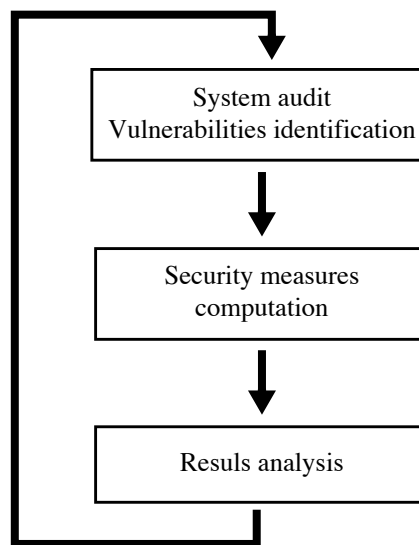 System audit
Vulnerabilities identification
Security measures
computation
Resuls analysis